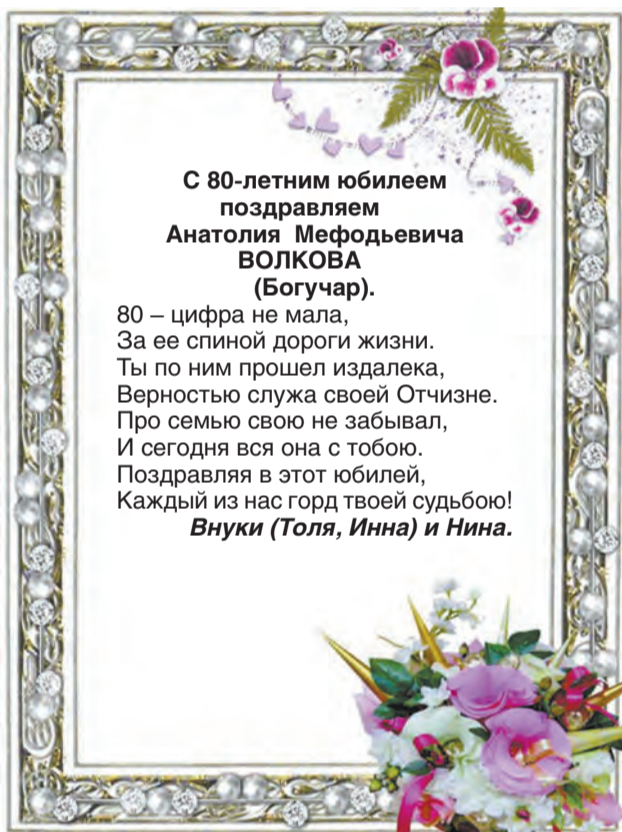 С 80-летним юбилеем
поздравляем
Анатолия Мефодьевича
ВОЛКОВА
(Богучар).
80 – цифра не мала,
За ее спиной дороги жизни.
Ты по ним прошел издалека,
Верностью служа своей Отчизне.
Про семью свою не забывал,
И сегодня вся она с тобою.
Поздравляя в этот юбилей,
Каждый из нас горд твоей судьбою!
Внуки (Толя, Инна) и Нина.